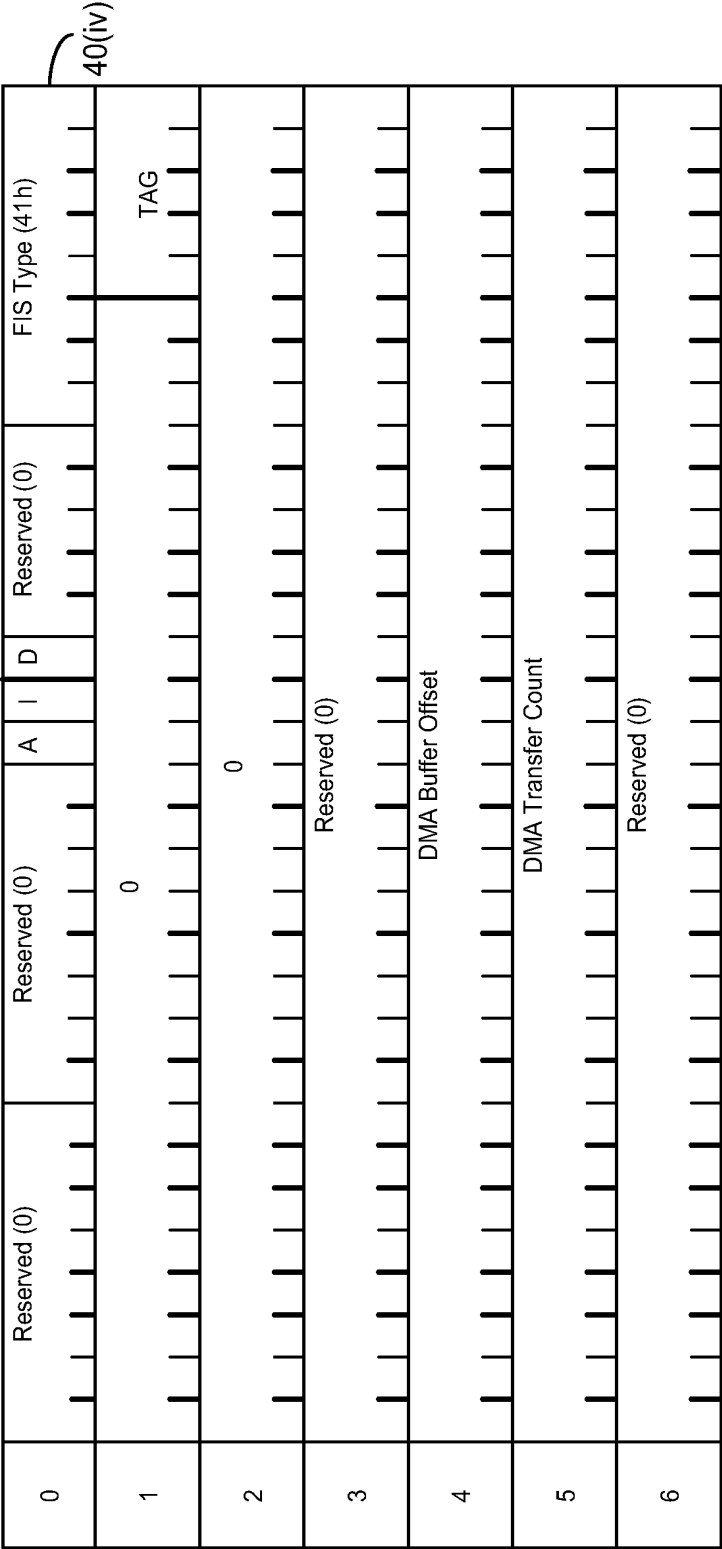 40(iv)
0 Reserved (0) Reserved (0) A I D Reserved (0) FIS Type (41h)
1 0 TAG
2 0
3 Reserved (0)
4 DMA Buffer Offset
5 DMA Transfer Count
6 Reserved (0)